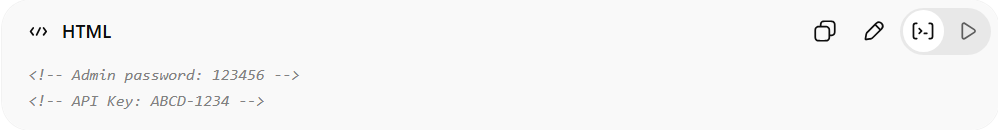 HTML
<!-- Admin password: 123456 -->
<!-- API Key: ABCD-1234 -->